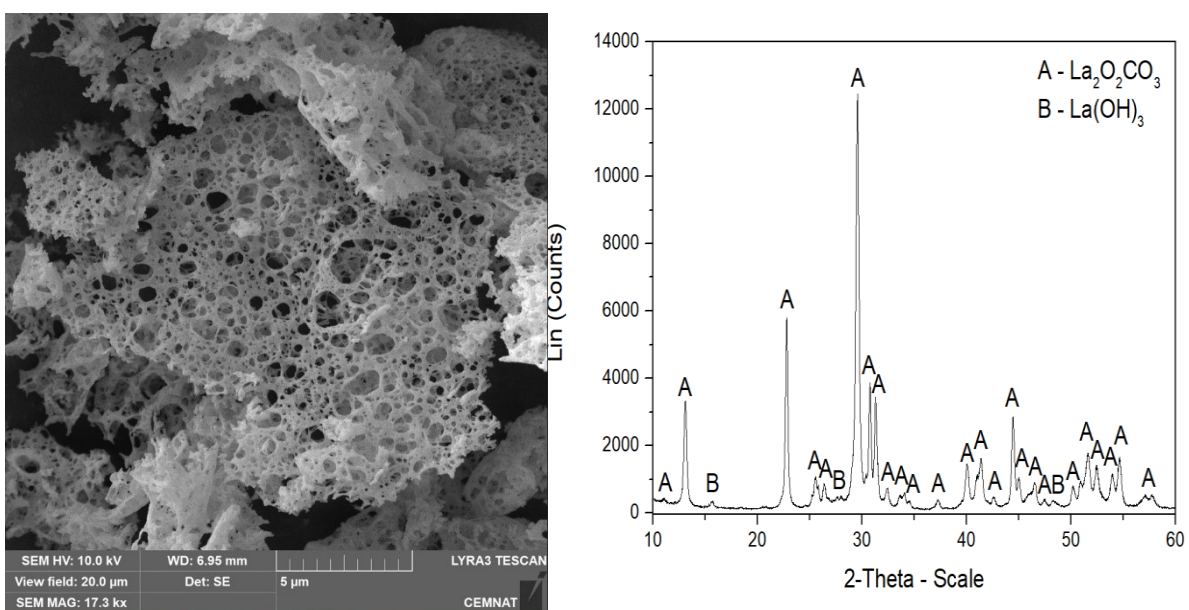 SEM HV: 10.0 kV WD: 6.95 mm LYRA3 TESCAN
View field: 20.0 µm Det: SE 5 µm
SEM MAG: 17.3 kx CEMNAT
A - La₂O₂CO₃
B - La(OH)₃
14000
12000
10000
8000
6000
4000
2000
0
Lin (Counts)
A A B A A A B A A A A A A A A A A A A A A B A A A A A A
10 20 30 40 50 60
2-Theta - Scale